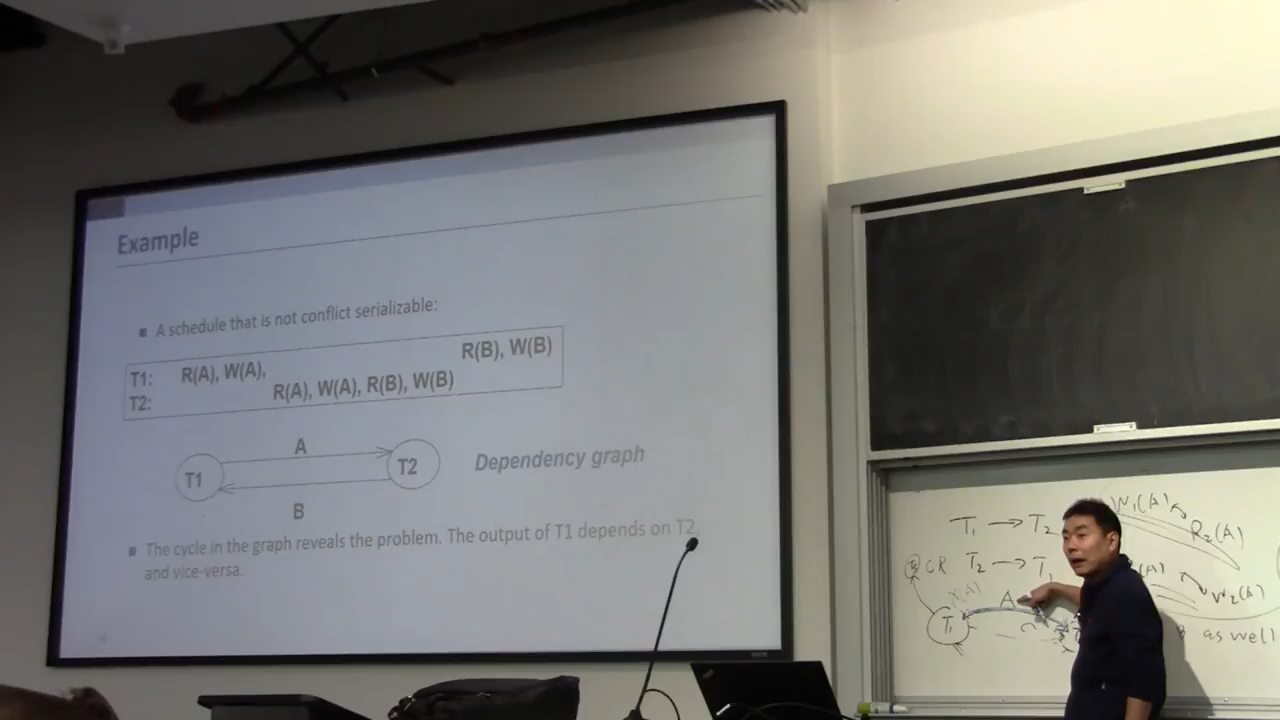 Example
■ A schedule that is not conflict serializable:
T1: R(A), W(A), R(B), W(B)
T2: R(A), W(A), R(B), W(B)
A
T1 T2 Dependency graph
B
■ The cycle in the graph reveals the problem. The output of T1 depends on T2,
and vice-versa.
T1 → T2
W1(A)
R2(A)
CR T2 → T1
(A)
W2(A)
A
T1
as well